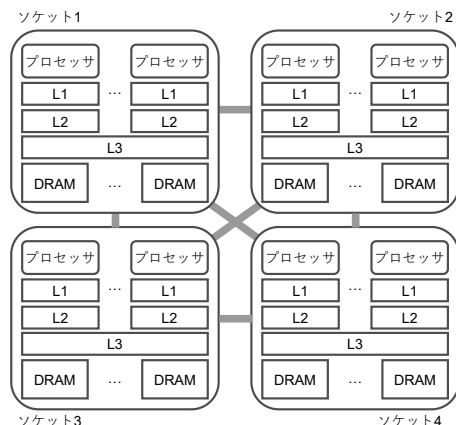 ソケット1 ソケット2
プロセッサ プロセッサ プロセッサ プロセッサ
L1 … L1 L1 … L1
L2 L2 L2 L2
L3 L3
DRAM … DRAM DRAM … DRAM
プロセッサ プロセッサ プロセッサ プロセッサ
L1 … L1 L1 … L1
L2 L2 L2 L2
L3 L3
DRAM … DRAM DRAM … DRAM
ソケット3 ソケット4